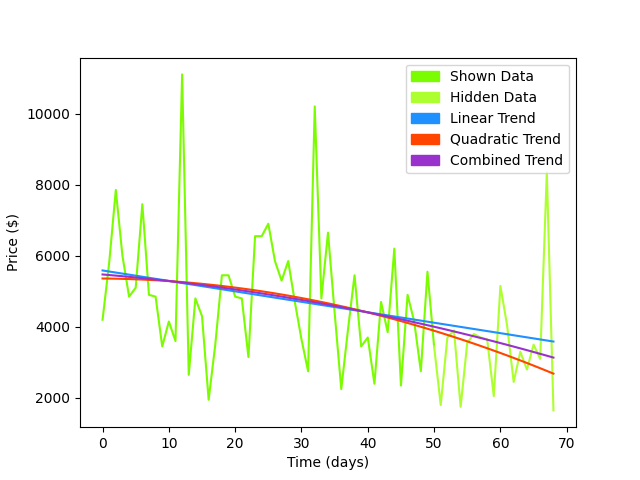 Shown Data
Hidden Data
Linear Trend
Quadratic Trend
Combined Trend
10000
8000
6000
4000
2000
Price ($)
0 10 20 30 40 50 60 70
Time (days)